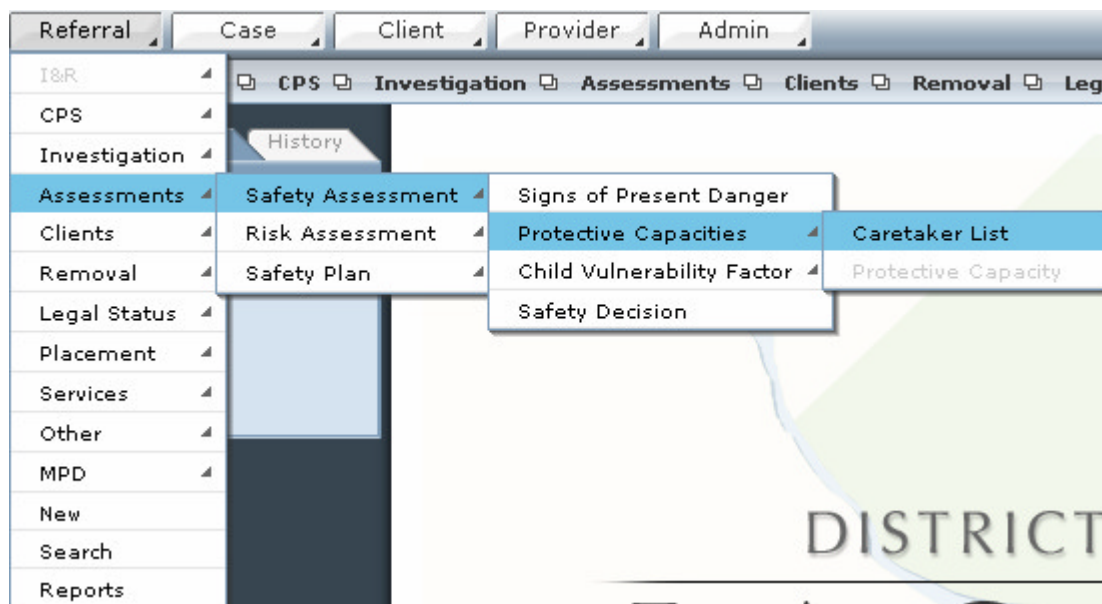 Referral Case Client Provider Admin
I&R
CPS Investigation Assessments Clients Removal Leg
CPS
History
Investigation
Assessments Safety Assessment Signs of Present Danger
Clients Risk Assessment Protective Capacities Caretaker List
Removal Safety Plan Child Vulnerability Factor Protective Capacity
Legal Status Safety Decision
Placement
Services
Other
MPD
New
DISTRICT
Search
Reports